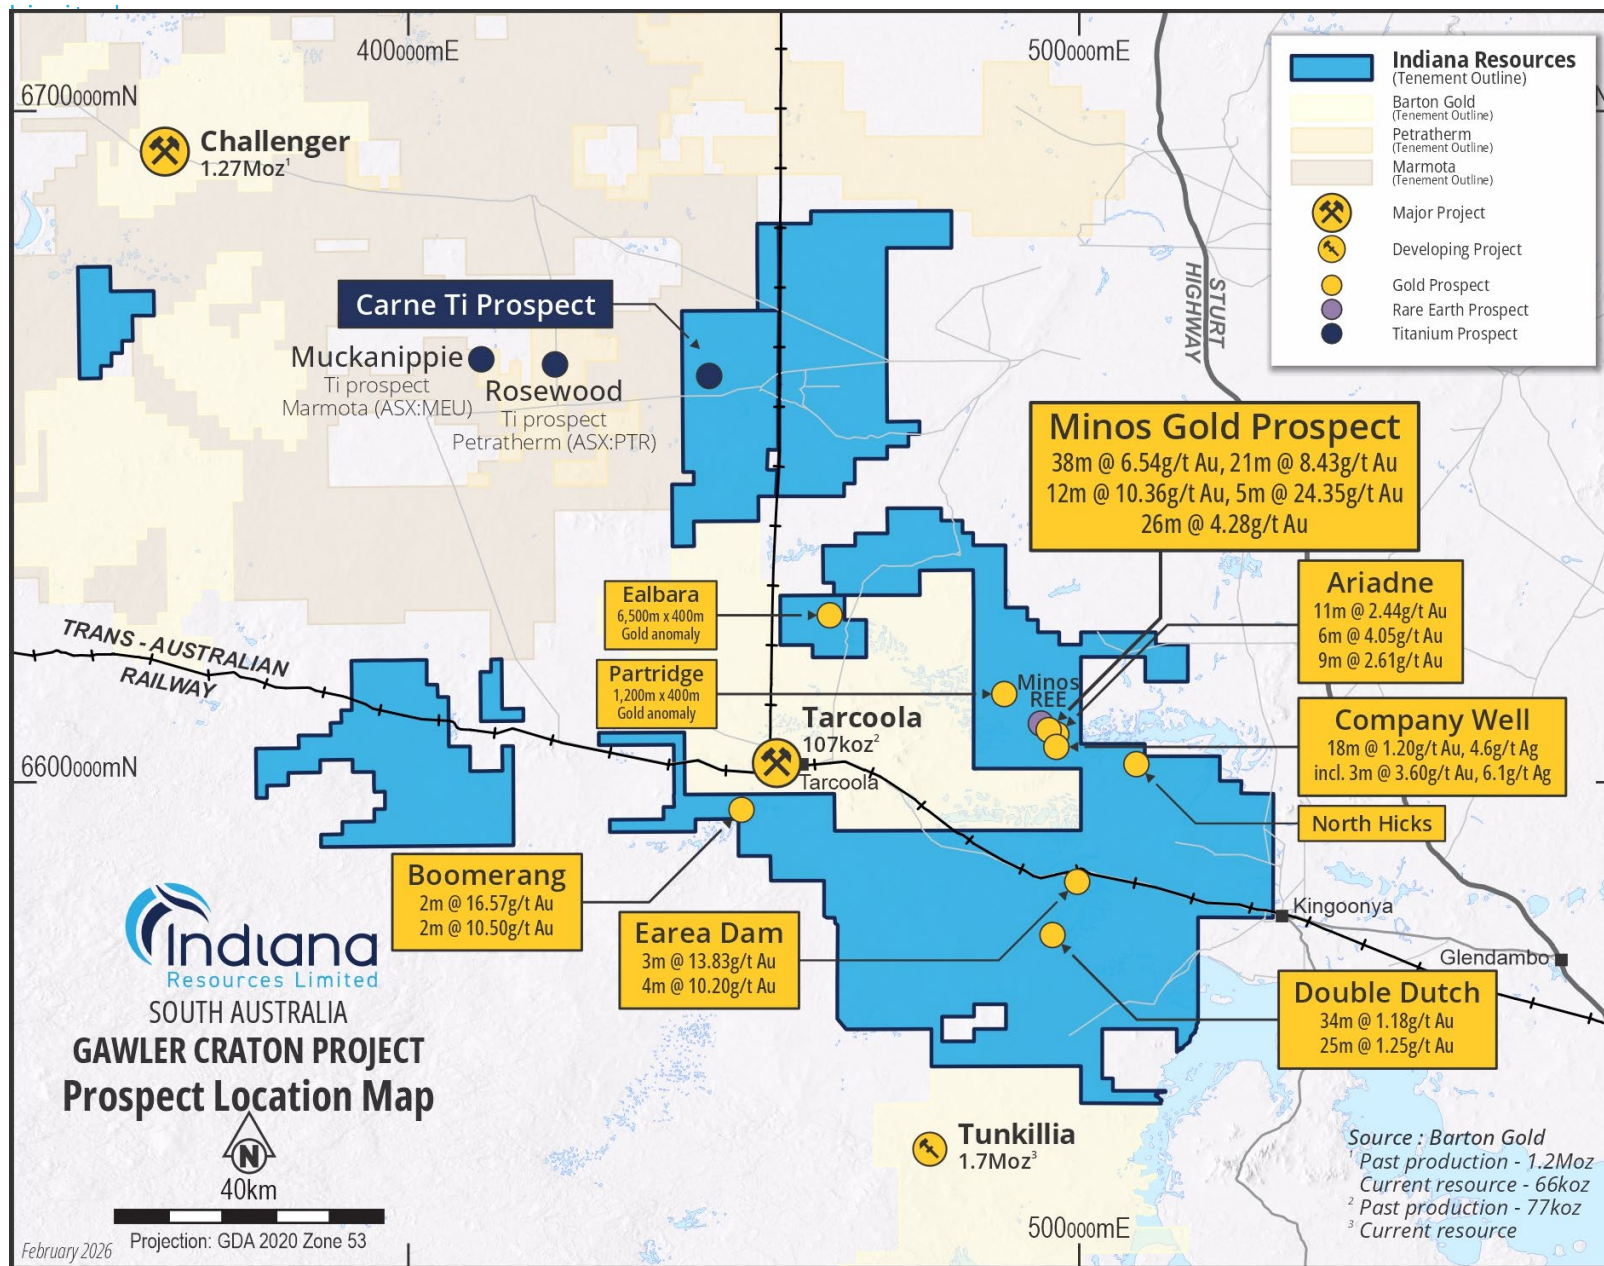 400000mE
500000mE
6700000mN
Indiana Resources
(Tenement Outline)
Barton Gold
(Tenement Outline)
Petratherm
(Tenement Outline)
Marmota
(Tenement Outline)
Major Project
Developing Project
Gold Prospect
Rare Earth Prospect
Titanium Prospect
Challenger
1.27Moz¹
STURT
HIGHWAY
Carne Ti Prospect
Muckanippie
Ti prospect
Marmota (ASX:MEU)
Rosewood
Ti prospect
Petratherm (ASX:PTR)
Minos Gold Prospect
38m @ 6.54g/t Au, 21m @ 8.43g/t Au
12m @ 10.36g/t Au, 5m @ 24.35g/t Au
26m @ 4.28g/t Au
Ealbara
6,500m x 400m
Gold anomaly
Ariadne
11m @ 2.44g/t Au
6m @ 4.05g/t Au
9m @ 2.61g/t Au
TRANS - AUSTRALIAN
RAILWAY
Partridge
1,200m x 400m
Gold anomaly
Minos
REE
Tarcoola
107koz²
Tarcoola
Company Well
18m @ 1.20g/t Au, 4.6g/t Ag
incl. 3m @ 3.60g/t Au, 6.1g/t Ag
6600000mN
North Hicks
Boomerang
2m @ 16.57g/t Au
2m @ 10.50g/t Au
Earea Dam
3m @ 13.83g/t Au
4m @ 10.20g/t Au
Kingoonya
Glendambo
Double Dutch
34m @ 1.18g/t Au
25m @ 1.25g/t Au
Indiana
Resources Limited
SOUTH AUSTRALIA
GAWLER CRATON PROJECT
Prospect Location Map
N
40km
Projection: GDA 2020 Zone 53
February 2026
Tunkillia
1.7Moz³
500000mE
Source : Barton Gold
¹ Past production - 1.2Moz
Current resource - 66koz
² Past production - 77koz
³ Current resource